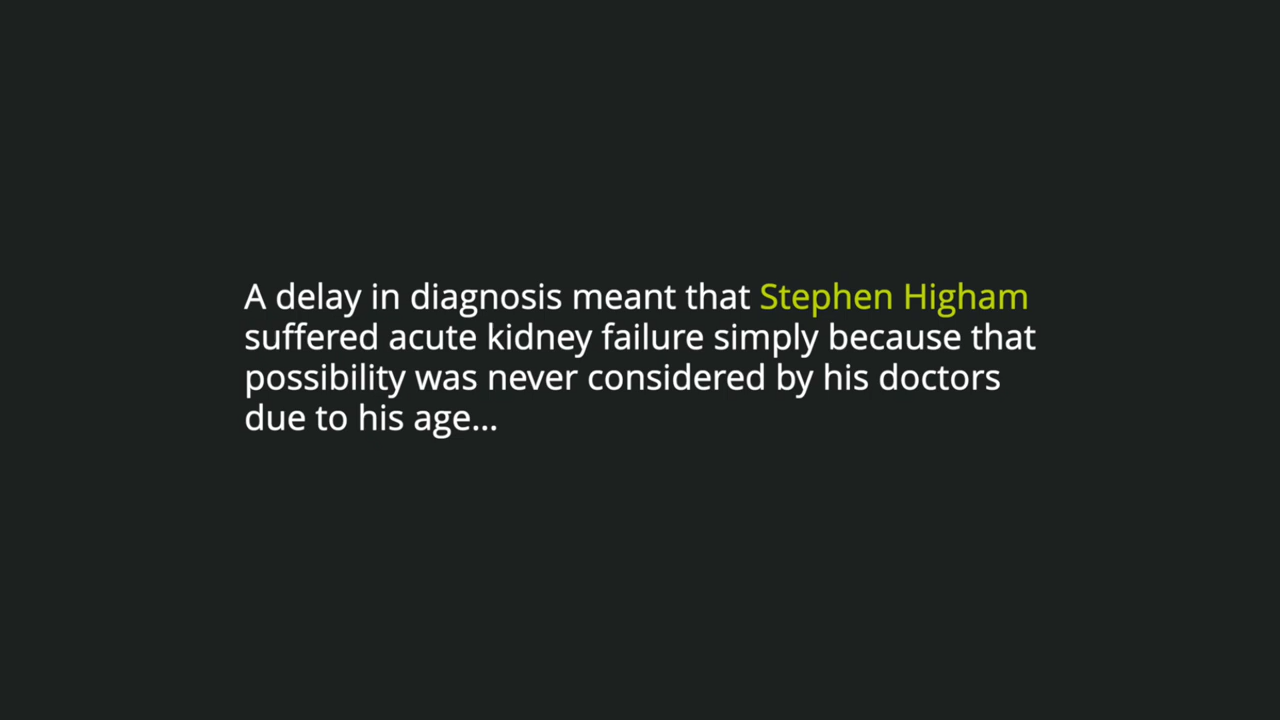 A delay in diagnosis meant that Stephen Higham
suffered acute kidney failure simply because that
possibility was never considered by his doctors
due to his age...